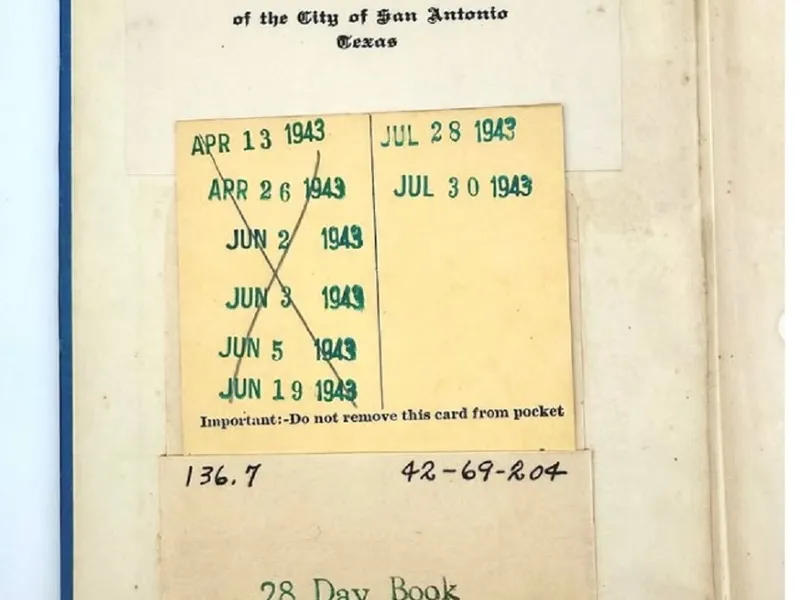 of the City of San Antonio
Texas
APR 13 1943
APR 26 1943
JUN 2 1943
JUN 3 1943
JUN 5 1943
JUN 19 1943
JUL 28 1943
JUL 30 1943
Important:-Do not remove this card from pocket
136.7 42-69-204
28 Day Book